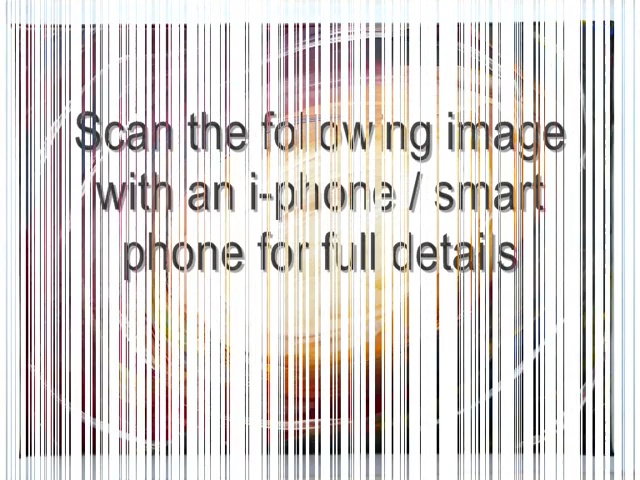 Scan the following image
with an i-phone / smart
phone for full details